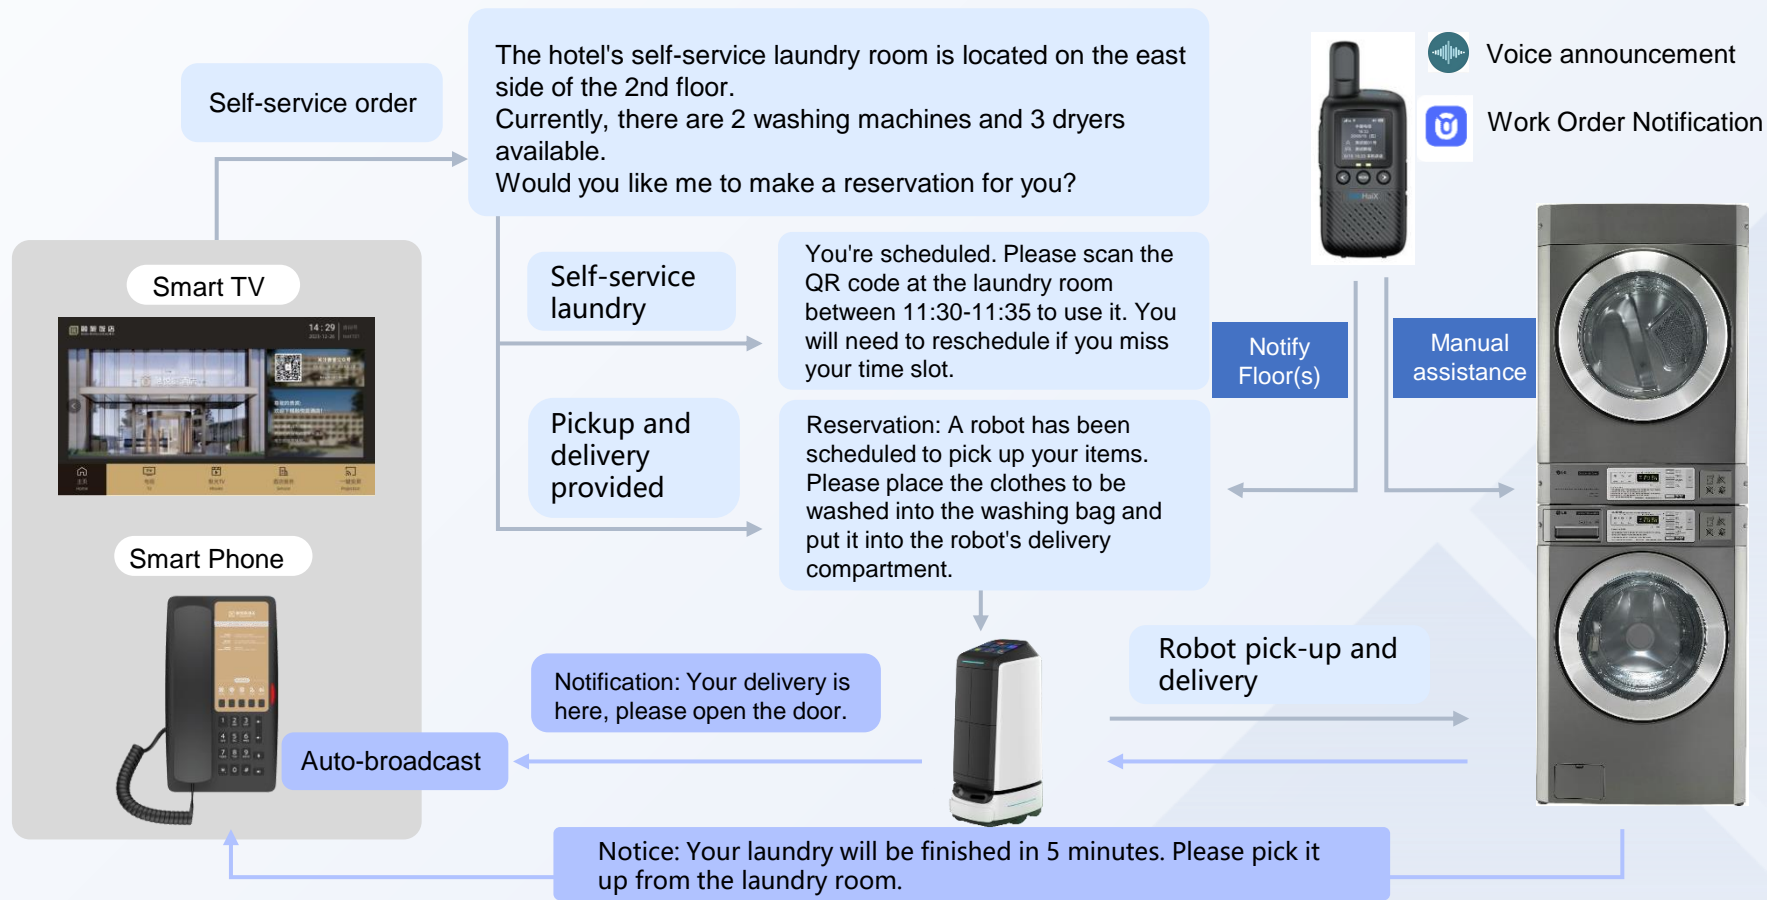 Self-service order
The hotel's self-service laundry room is located on the east
side of the 2nd floor.
Currently, there are 2 washing machines and 3 dryers
available.
Would you like me to make a reservation for you?
Voice announcement
Work Order Notification
Smart TV
14:29
Self-service
laundry
You're scheduled. Please scan the
QR code at the laundry room
between 11:30-11:35 to use it. You
will need to reschedule if you miss
your time slot.
Notify
Floor(s)
Manual
assistance
Pickup and
delivery
provided
Reservation: A robot has been
scheduled to pick up your items.
Please place the clothes to be
washed into the washing bag and
put it into the robot's delivery
compartment.
Smart Phone
Notification: Your delivery is
here, please open the door.
Robot pick-up and
delivery
Auto-broadcast
Notice: Your laundry will be finished in 5 minutes. Please pick it
up from the laundry room.